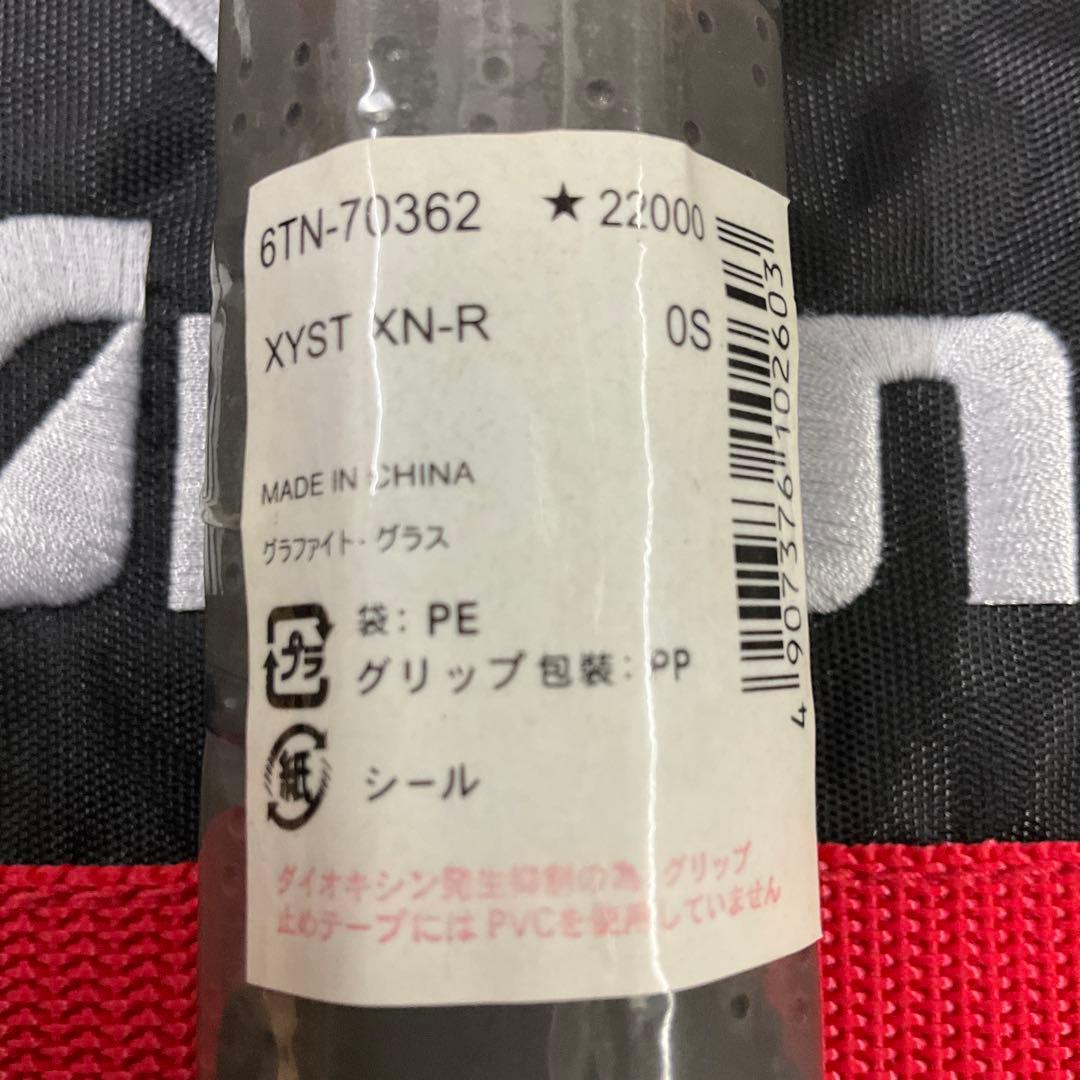 6TN-70362 ★ 22000
XYST XN-R 0S
MADE IN CHINA
グラファイト・グラス
プラ 袋: PE
グリップ包装: PP
紙 シール
ダイオキシン発生抑制の為 グリップ
止めテープにはPVCを使用していません
4907376102603